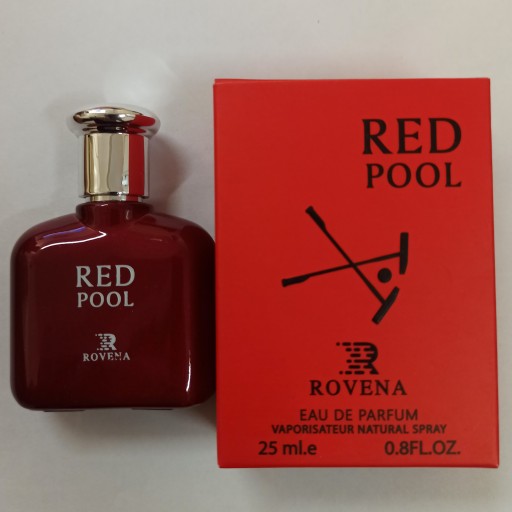 RED
POOL
ROVENA
RED
POOL
ROVENA
EAU DE PARFUM
VAPORISATEUR NATURAL SPRAY
25 ml.e 0.8FL.OZ.